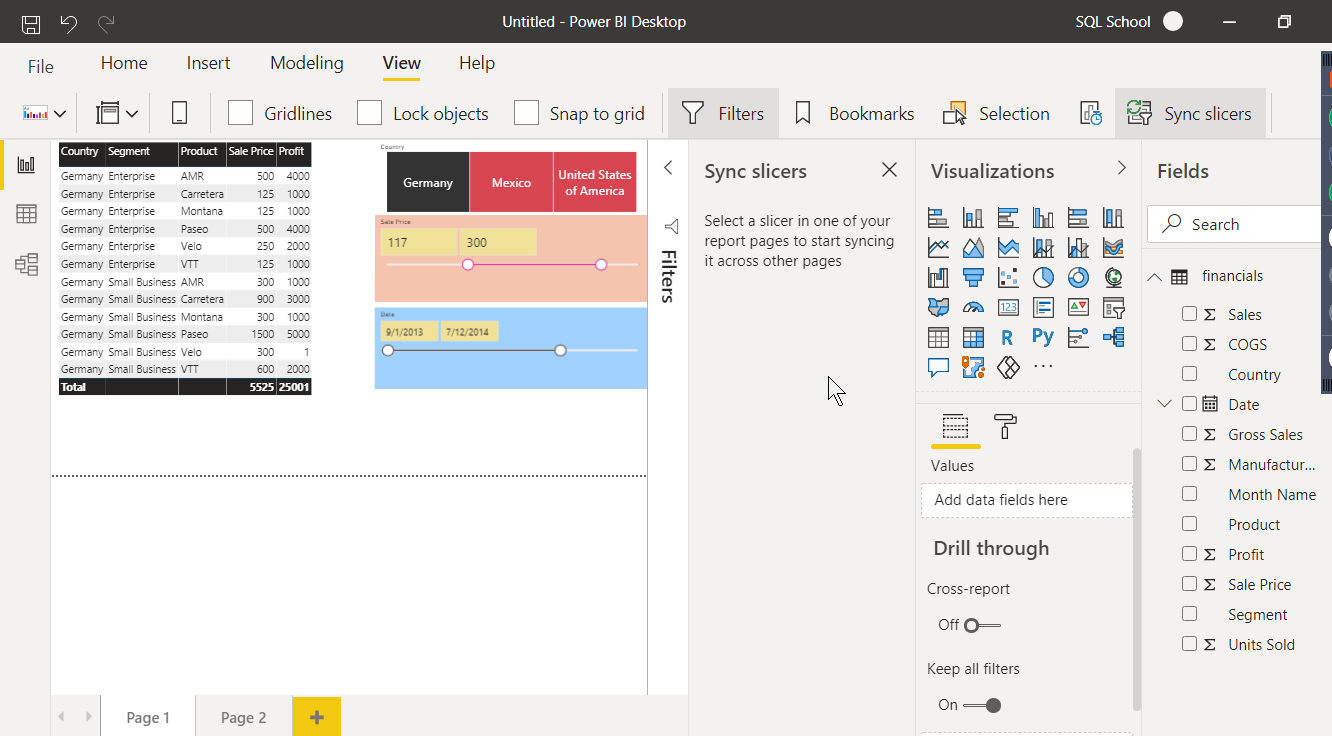 Untitled - Power BI Desktop
SQL School
File
Home
Insert
Modeling
View
Help
Gridlines
Lock objects
Snap to grid
Filters
Bookmarks
Selection
Sync slicers
Country Segment Product Sale Price Profit
Germany Enterprise AMR 500 4000
Germany Enterprise Carretera 125 1000
Germany Enterprise Montana 125 1000
Germany Enterprise Paseo 500 4000
Germany Enterprise Velo 250 2000
Germany Enterprise VTT 125 1000
Germany Small Business AMR 300 1000
Germany Small Business Carretera 900 3000
Germany Small Business Montana 300 1000
Germany Small Business Paseo 1500 5000
Germany Small Business Velo 300 1
Germany Small Business VTT 600 2000
Total 5525 25001
Country
Germany
Mexico
United States
of America
Sale Price
117
300
Date
9/1/2013
7/12/2014
Filters
Sync slicers
Select a slicer in one of your
report pages to start syncing
it across other pages
Visualizations
123
R
Py
...
Values
Add data fields here
Drill through
Cross-report
Off
Keep all filters
On
Fields
Search
financials
Σ Sales
Σ COGS
Country
Date
Σ Gross Sales
Σ Manufactur...
Month Name
Product
Σ Profit
Σ Sale Price
Segment
Σ Units Sold
Page 1
Page 2
+